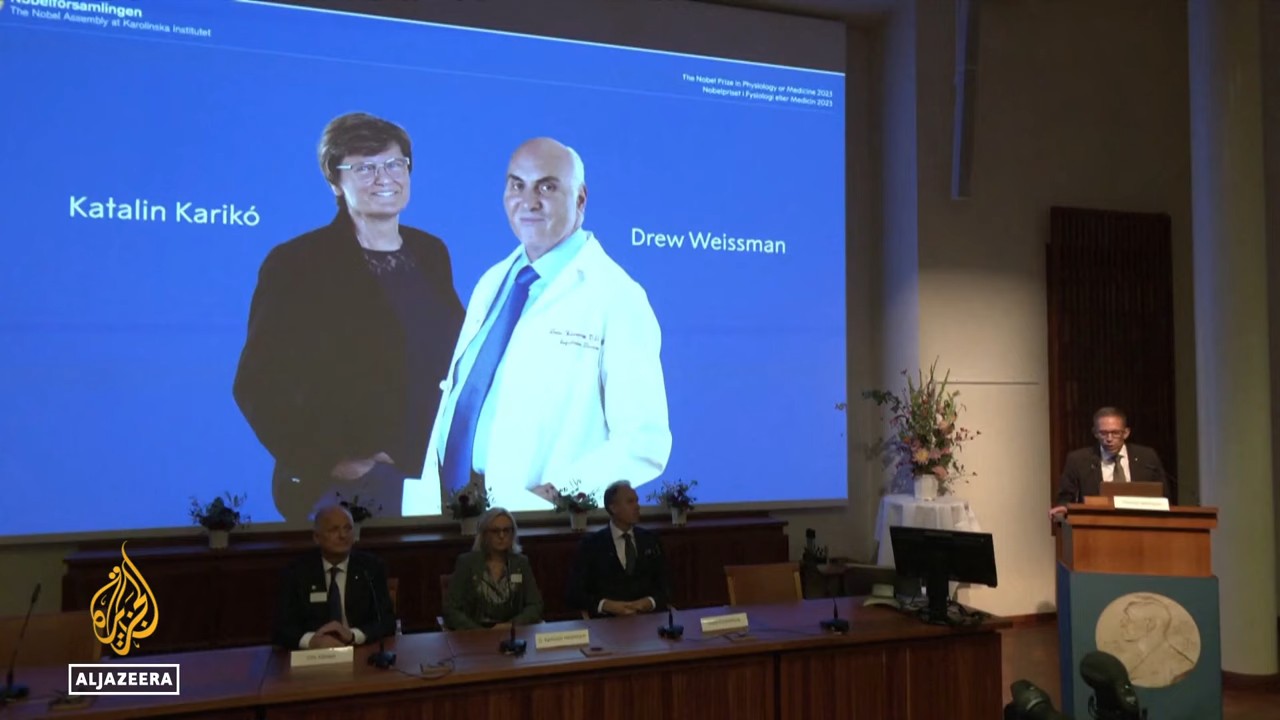 Nobelförsamlingen
The Nobel Assembly at Karolinska Institutet
The Nobel Prize in Physiology or Medicine 2023
Nobelpriset i Fysiologi eller Medicin 2023
Katalin Karikó
Drew Weissman
الجزيرة
ALJAZEERA